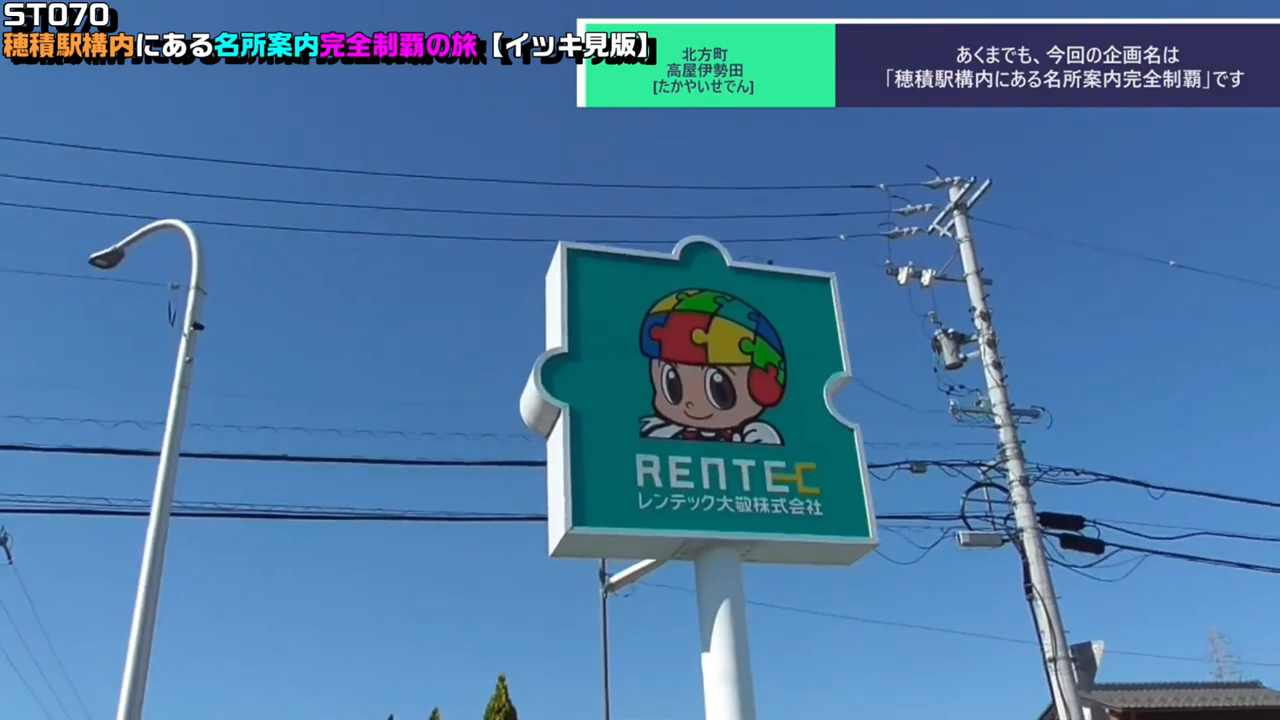 ST070
穂積駅構内にある名所案内完全制覇の旅【イッキ見版】
北方町
高屋伊勢田
[たかやいせでん]
あくまでも、今回の企画名は
「穂積駅構内にある名所案内完全制覇」です
RENTEC
レンテック大敬株式会社